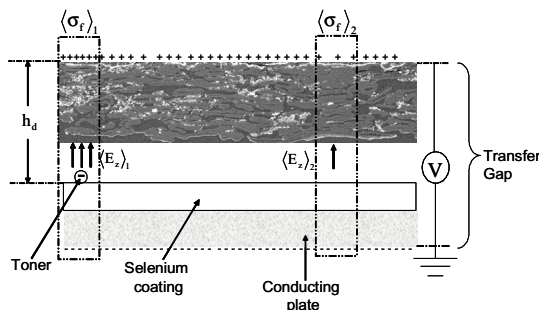 ⟨σf⟩1
⟨σf⟩2
+ + + + + + + + + + + + + + + + + + + + + + + + + + + + + +
hd
⟨Ez⟩1
⟨Ez⟩2
V
Transfer
Gap
Toner
Selenium
coating
Conducting
plate